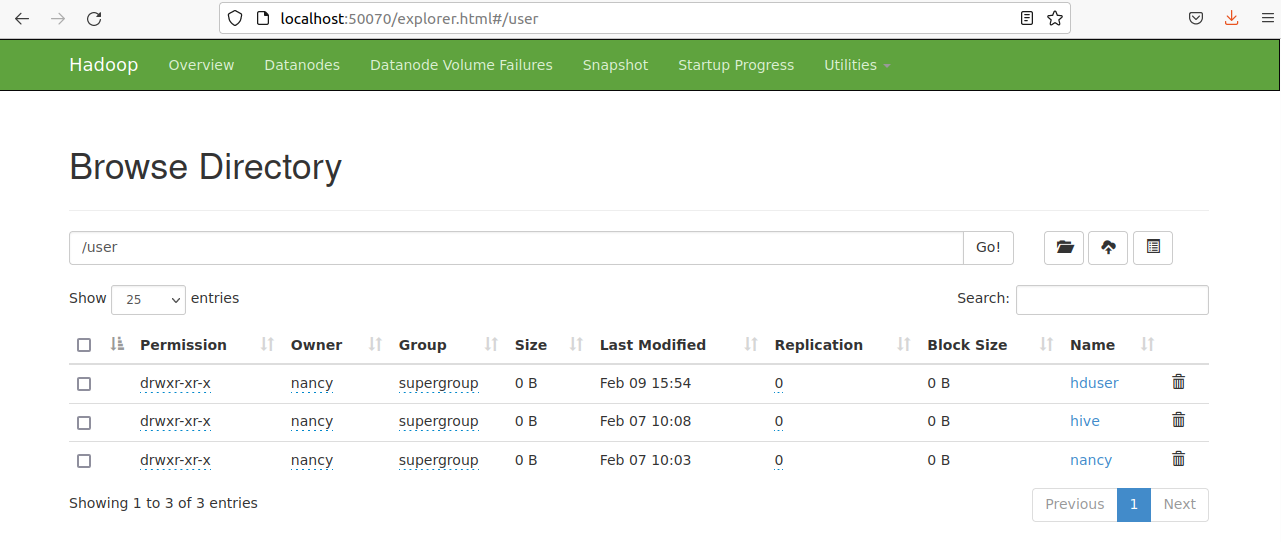 localhost:50070/explorer.html#/user
Hadoop Overview Datanodes Datanode Volume Failures Snapshot Startup Progress Utilities
Browse Directory
/user Go!
Show 25 entries Search:
Permission Owner Group Size Last Modified Replication Block Size Name
drwxr-xr-x nancy supergroup 0 B Feb 09 15:54 0 0 B hduser
drwxr-xr-x nancy supergroup 0 B Feb 07 10:08 0 0 B hive
drwxr-xr-x nancy supergroup 0 B Feb 07 10:03 0 0 B nancy
Showing 1 to 3 of 3 entries Previous 1 Next